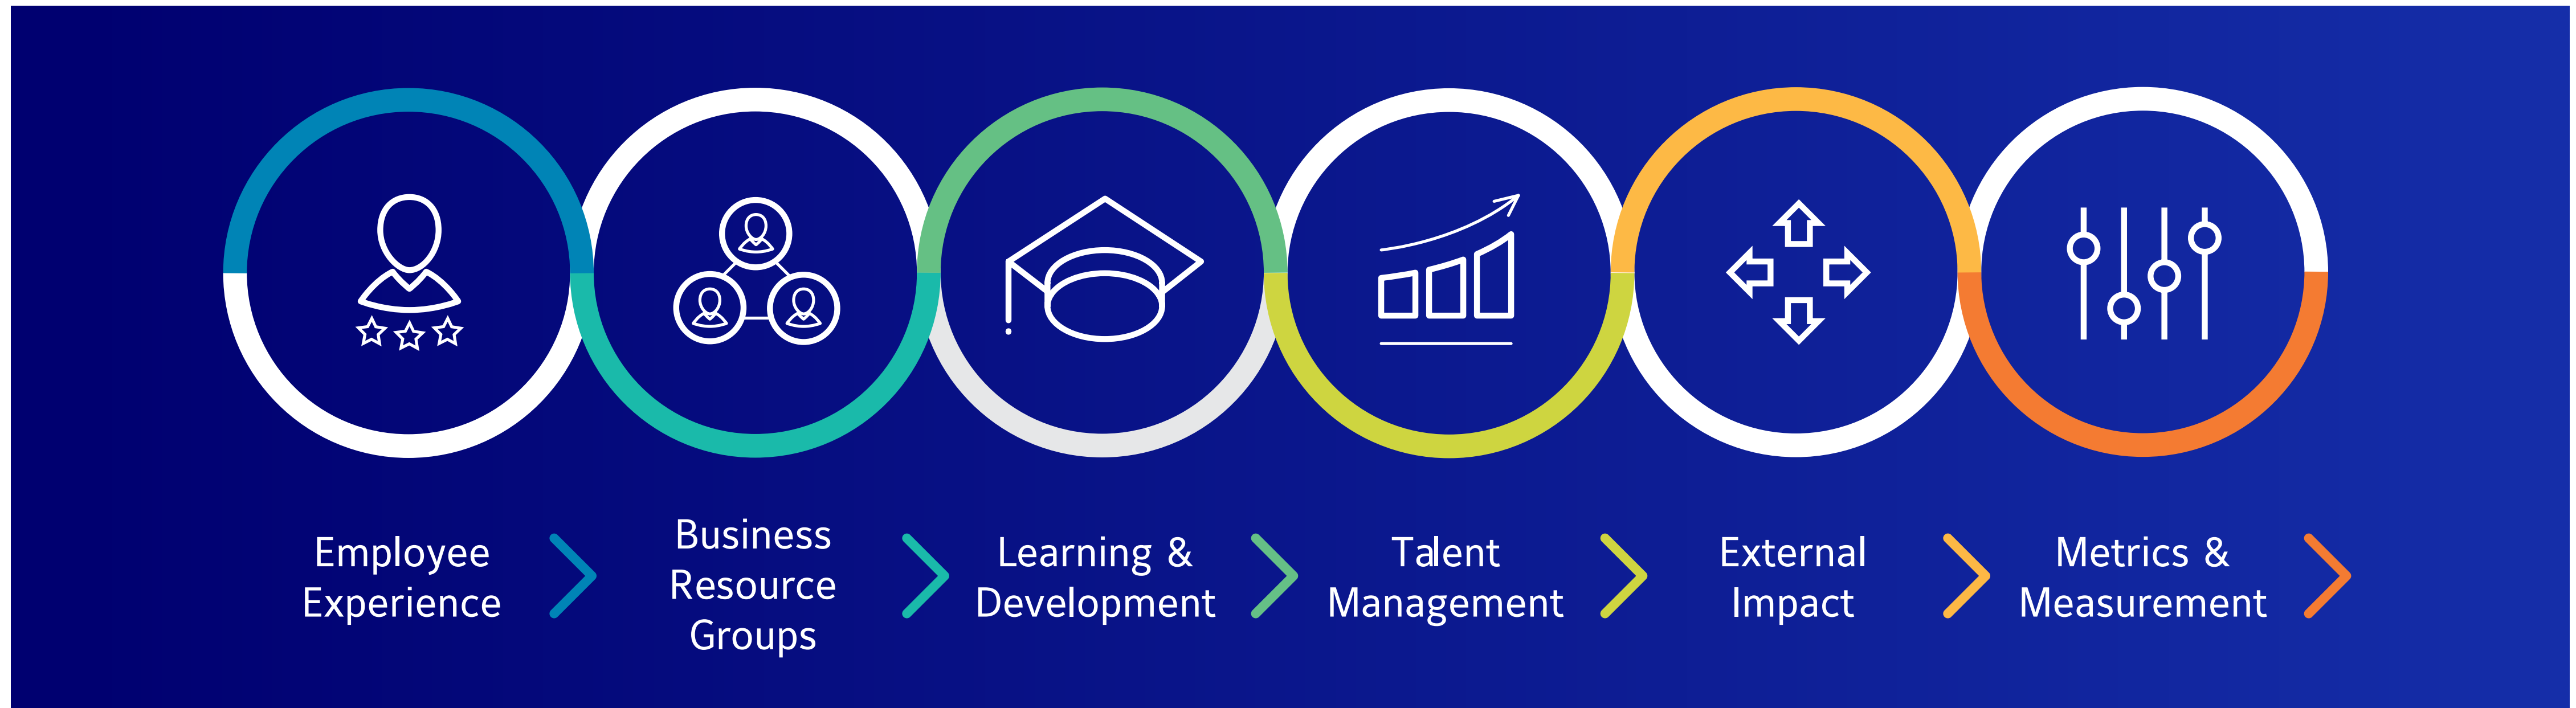 Employee
Experience
Business
Resource
Groups
Learning &
Development
Talent
Management
External
Impact
Metrics &
Measurement